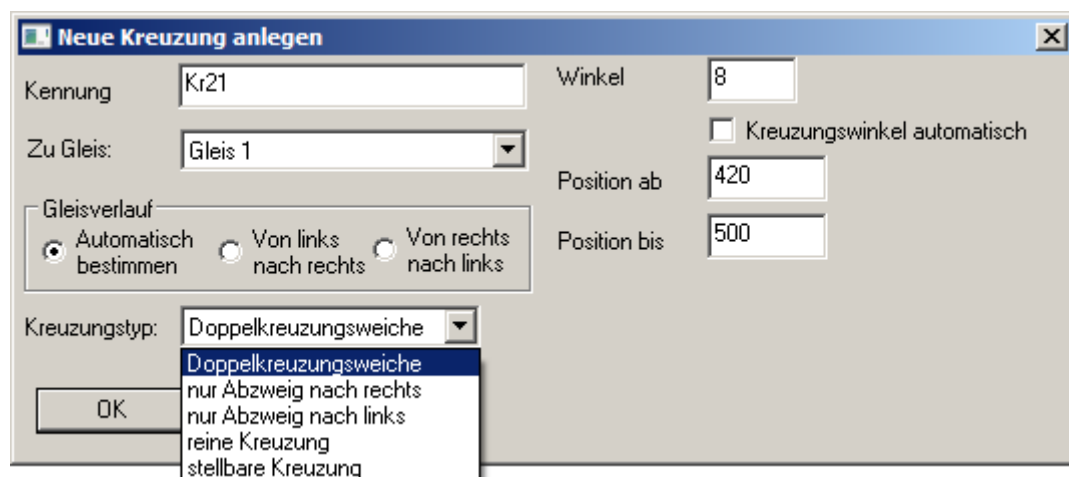 Neue Kreuzung anlegen
Kennung
Kr21
Zu Gleis:
Gleis 1
Gleisverlauf
Automatisch
bestimmen
Von links
nach rechts
Von rechts
nach links
Kreuzungstyp:
Doppelkreuzungsweiche
Doppelkreuzungsweiche
nur Abzweig nach rechts
nur Abzweig nach links
reine Kreuzung
stellbare Kreuzung
OK
Winkel
8
Kreuzungswinkel automatisch
Position ab
420
Position bis
500